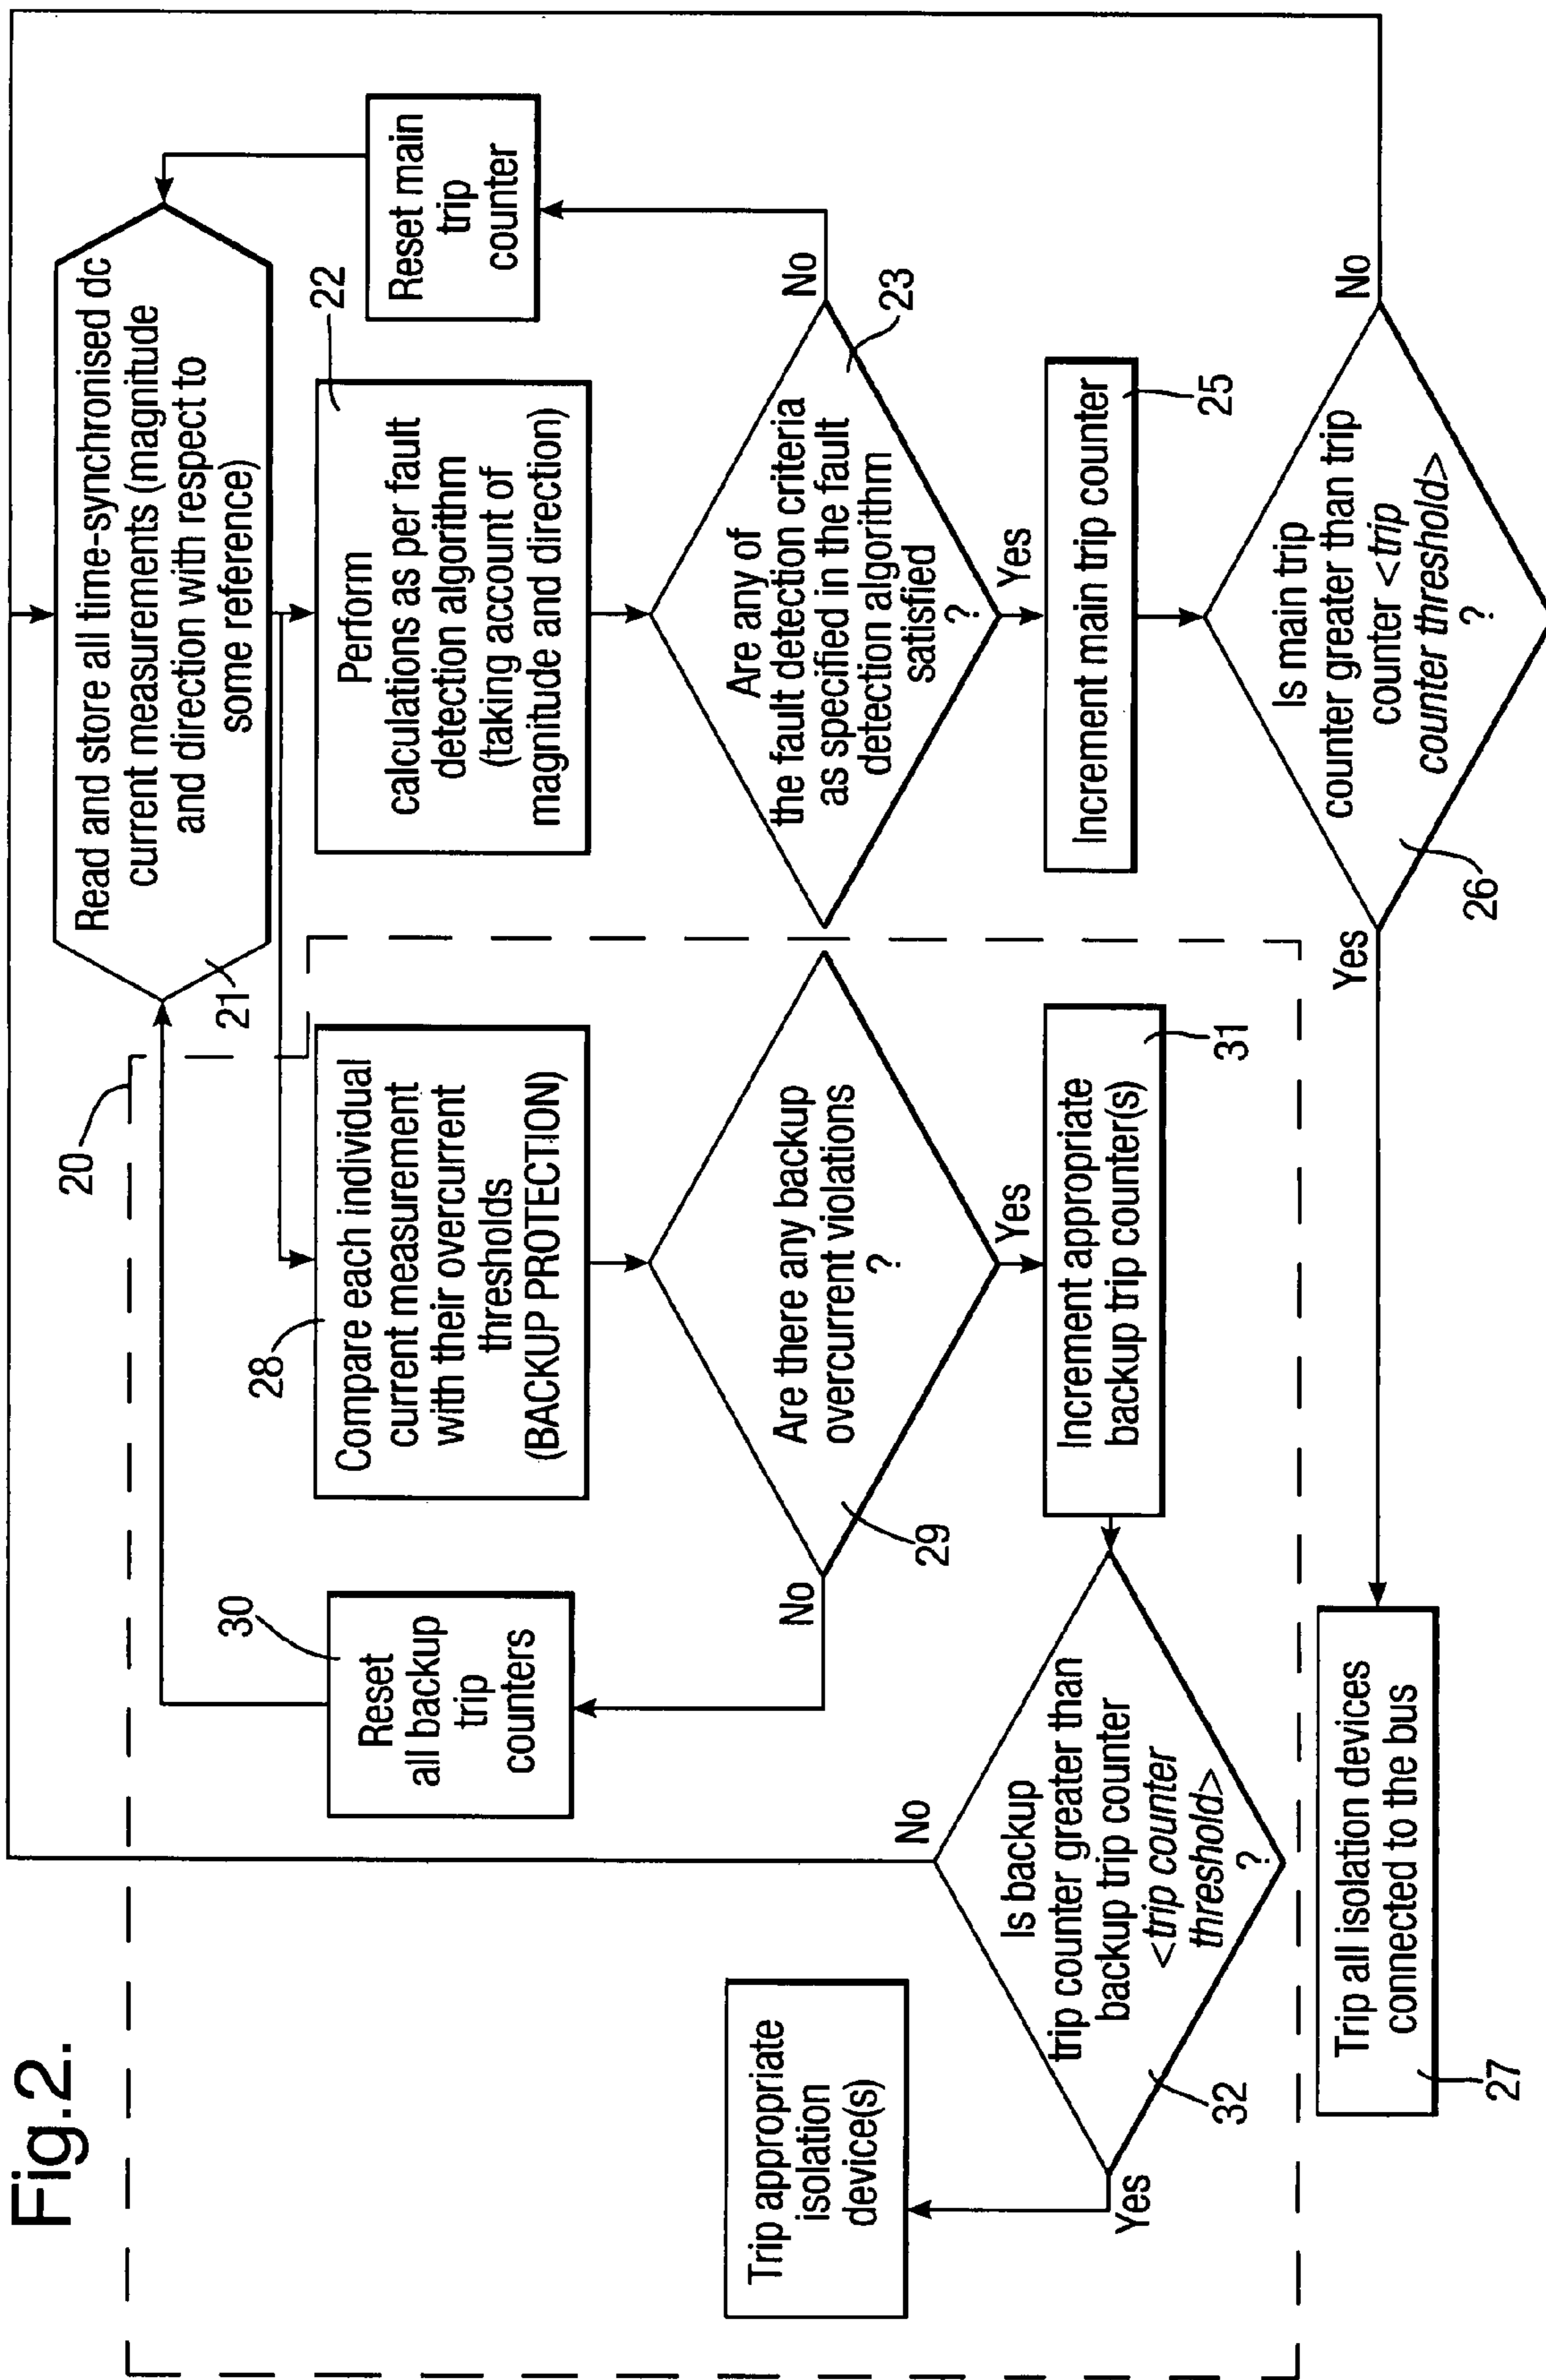 Fig.2.
20
Read and store all time-synchronised dc
current measurements (magnitude
and direction with respect to
some reference)
21
Reset main
trip
counter
22
Perform
calculations as per fault
detection algorithm
(taking account of
magnitude and direction)
Are any of
the fault detection criteria
as specified in the fault
detection algorithm
satisfied
?
23
No
Yes
Increment main trip counter
25
Is main trip
counter greater than trip
counter <trip
counter threshold>
?
26
No
Yes
Trip all isolation devices
connected to the bus
27
28
Compare each individual
current measurement
with their overcurrent
thresholds
(BACKUP PROTECTION)
Are there any backup
overcurrent violations
?
29
No
Yes
30
Reset
all backup
trip
counters
Increment appropriate
backup trip counter(s)
31
Is backup
trip counter greater than
backup trip counter
<trip counter
threshold>
?
32
No
Yes
Trip appropriate
isolation
device(s)